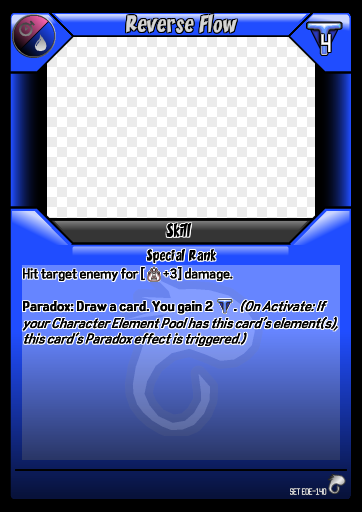 Reverse Flow
4
Skill
Special Rank
Hit target enemy for [ +3] damage.
Paradox: Draw a card. You gain 2 . (On Activate: If
your Character Element Pool has this card's element(s),
this card's Paradox effect is triggered.)
SET EOE-140